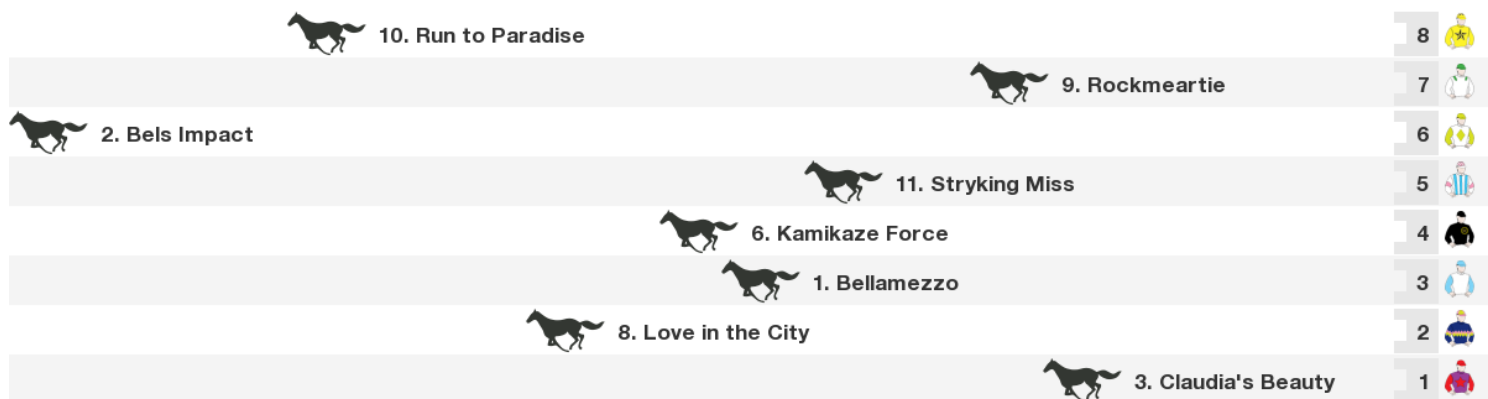 10. Run to Paradise 8
9. Rockmeartie 7
2. Bels Impact 6
11. Stryking Miss 5
6. Kamikaze Force 4
1. Bellamezzo 3
8. Love in the City 2
3. Claudia's Beauty 1